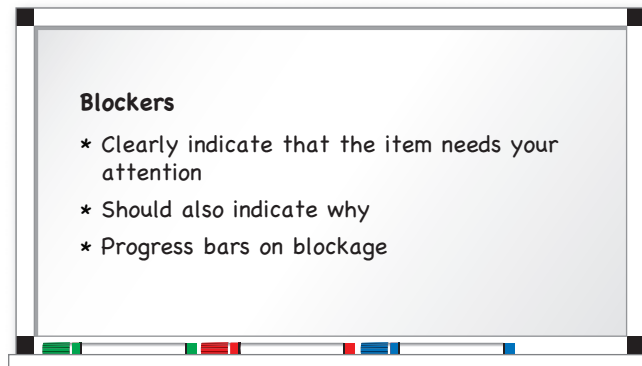 Blockers
* Clearly indicate that the item needs your
attention
* Should also indicate why
* Progress bars on blockage